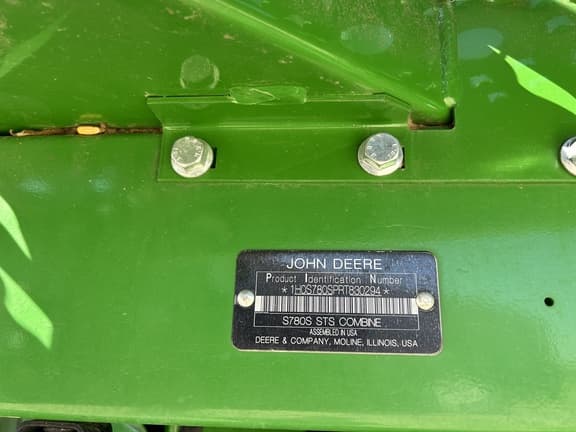 JOHN DEERE
Product Identification Number
*1H0S780SPRT830294*
S780S STS COMBINE
ASSEMBLED IN USA
DEERE & COMPANY, MOLINE, ILLINOIS, USA